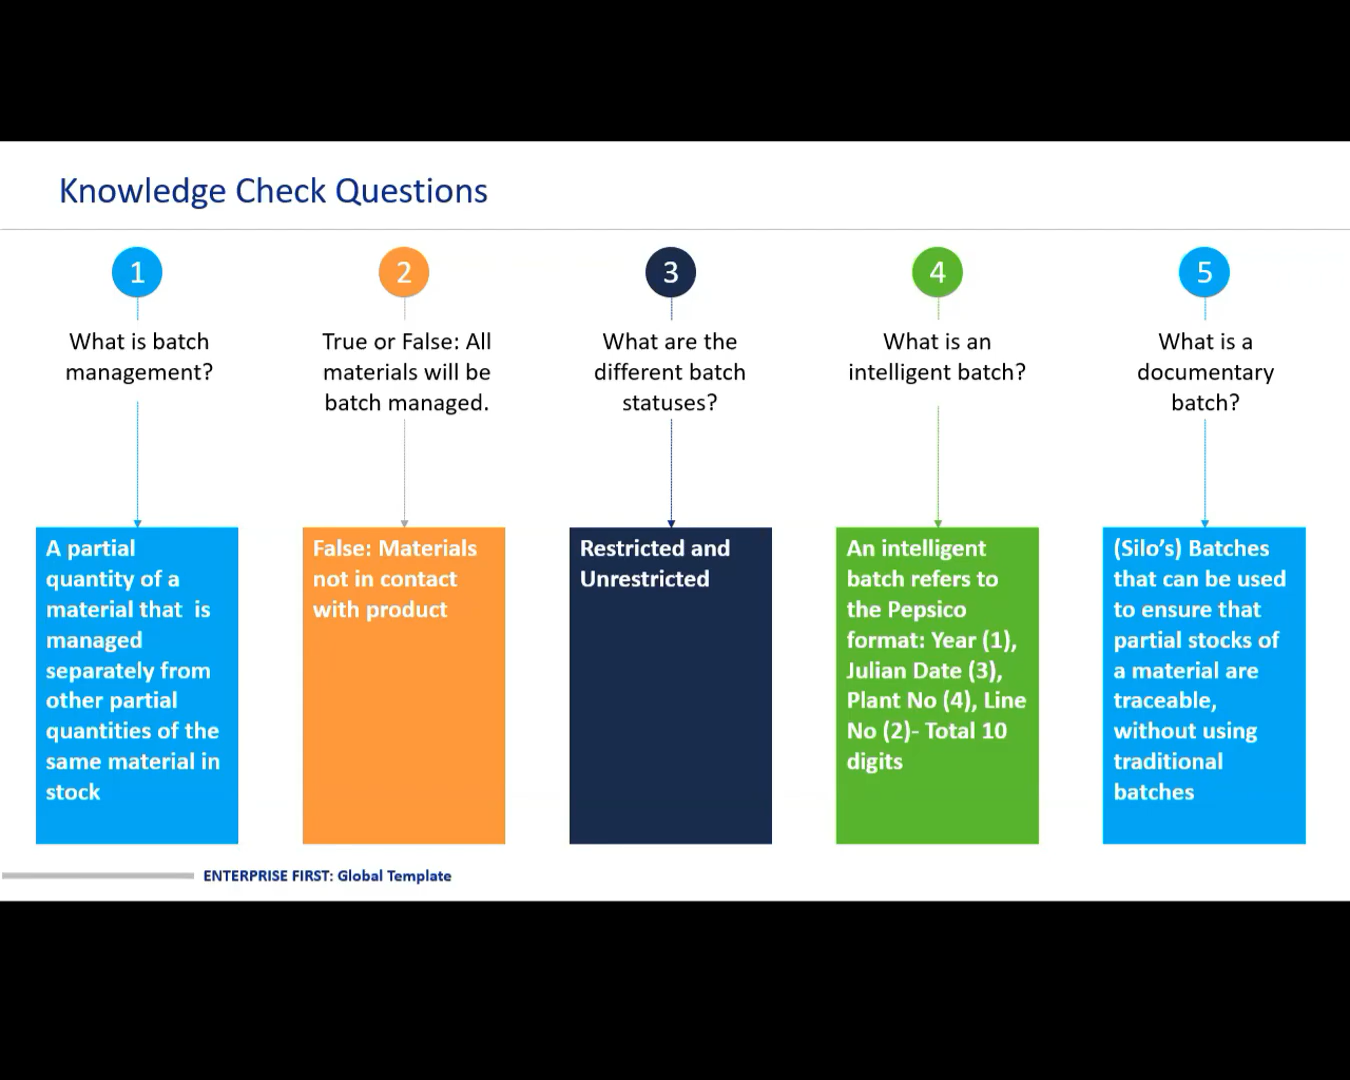 Knowledge Check Questions
1
What is batch
management?
A partial
quantity of a
material that is
managed
separately from
other partial
quantities of the
same material in
stock
2
True or False: All
materials will be
batch managed.
False: Materials
not in contact
with product
3
What are the
different batch
statuses?
Restricted and
Unrestricted
4
What is an
intelligent batch?
An intelligent
batch refers to
the Pepsico
format: Year (1),
Julian Date (3),
Plant No (4), Line
No (2)- Total 10
digits
5
What is a
documentary
batch?
(Silo’s) Batches
that can be used
to ensure that
partial stocks of
a material are
traceable,
without using
traditional
batches
ENTERPRISE FIRST: Global Template